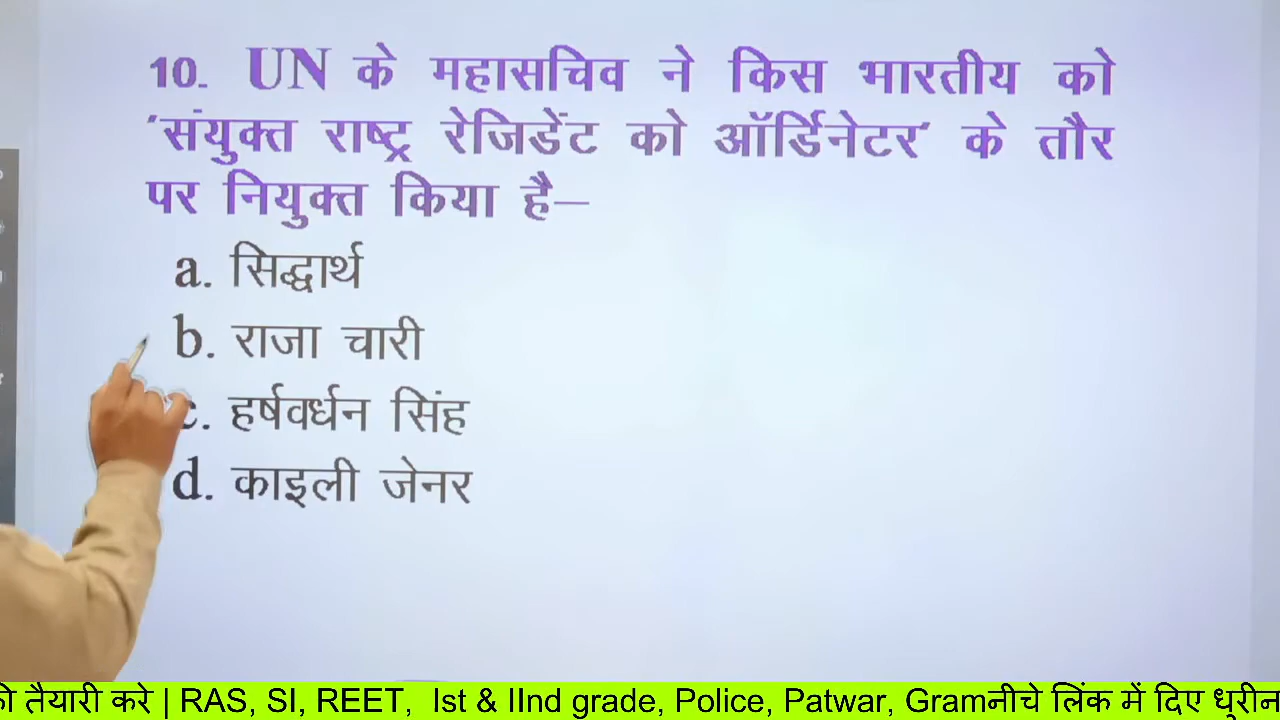 10. UN के महासचिव ने किस भारतीय को
'संयुक्त राष्ट्र रेजिडेंट को ऑर्डिनेटर' के तौर
पर नियुक्त किया है–
a. सिद्धार्थ
b. राजा चारी
c. हर्षवर्धन सिंह
d. काइली जेनर
तैयारी करे | RAS, SI, REET, Ist & IInd grade, Police, Patwar, Gramनीचे लिंक में दिए